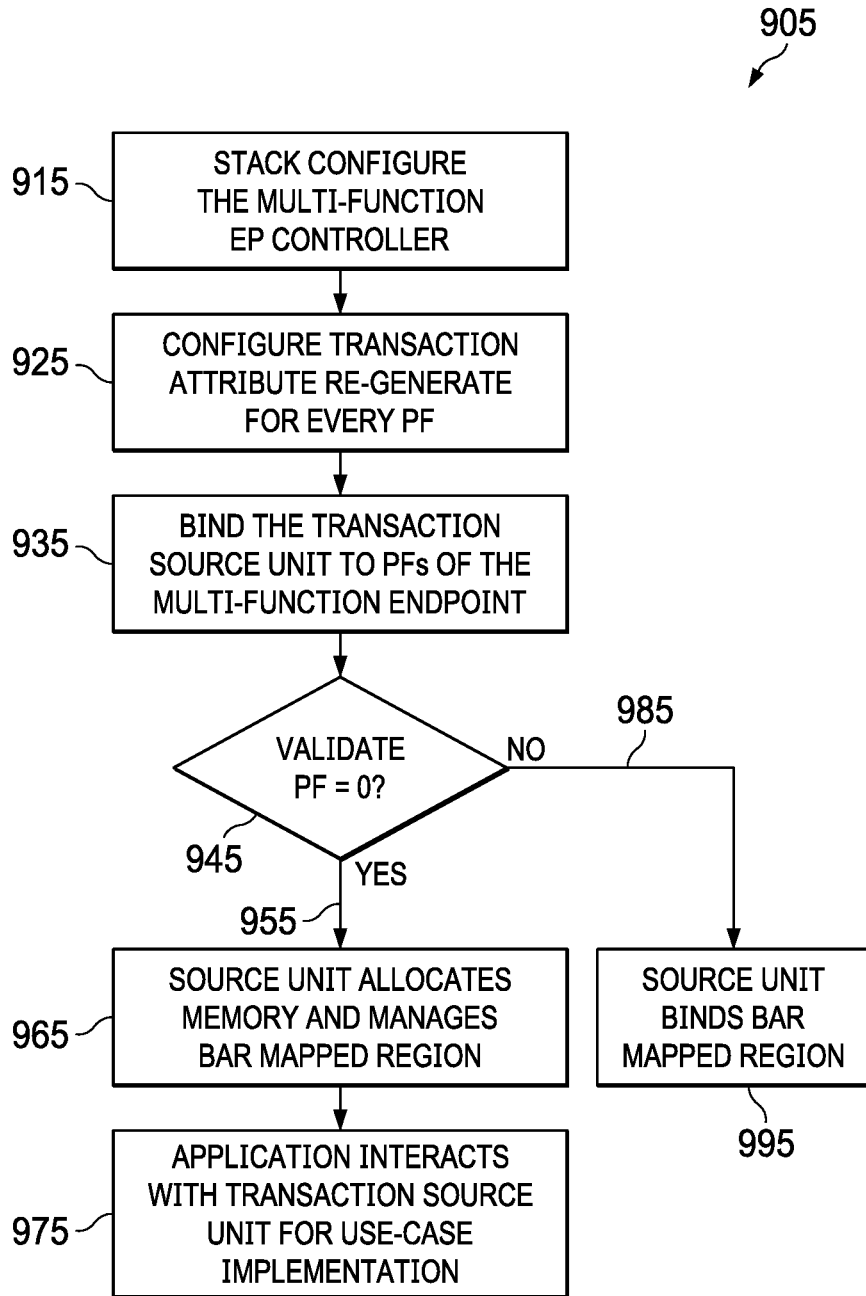 905
915
STACK CONFIGURE
THE MULTI-FUNCTION
EP CONTROLLER
925
CONFIGURE TRANSACTION
ATTRIBUTE RE-GENERATE
FOR EVERY PF
935
BIND THE TRANSACTION
SOURCE UNIT TO PFs OF THE
MULTI-FUNCTION ENDPOINT
VALIDATE
PF = 0?
945
NO
985
YES
955
965
SOURCE UNIT ALLOCATES
MEMORY AND MANAGES
BAR MAPPED REGION
SOURCE UNIT
BINDS BAR
MAPPED REGION
995
975
APPLICATION INTERACTS
WITH TRANSACTION SOURCE
UNIT FOR USE-CASE
IMPLEMENTATION